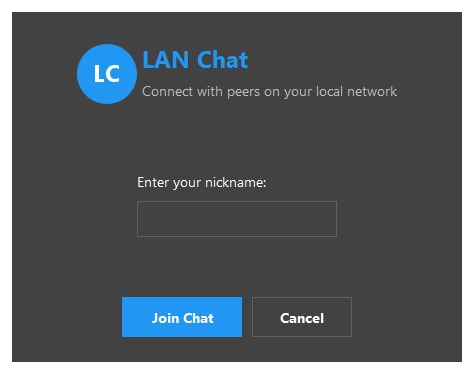 LC
LAN Chat
Connect with peers on your local network
Enter your nickname:
Join Chat
Cancel